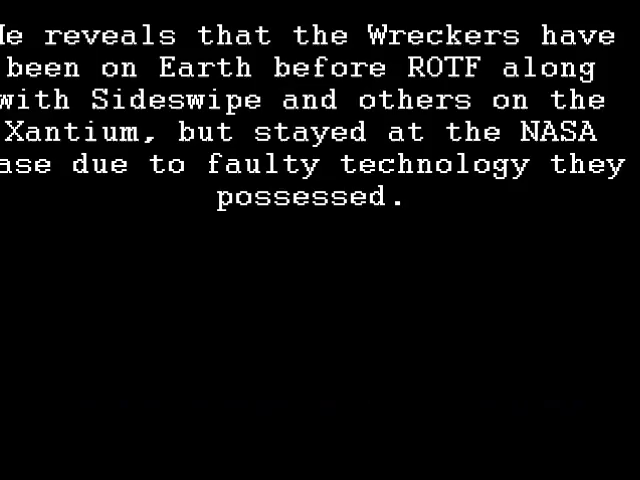 He reveals that the Wreckers have
been on Earth before ROTF along
with Sideswipe and others on the
Xantium, but stayed at the NASA
ase due to faulty technology they
possessed.